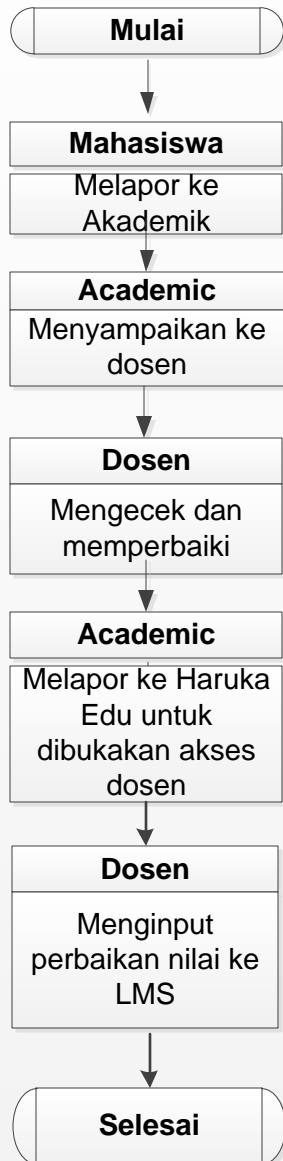 Mulai
Mahasiswa
Melapor ke
Akademik
Academic
Menyampaikan ke
dosen
Dosen
Mengecek dan
memperbaiki
Academic
Melapor ke Haruka
Edu untuk
dibukakan akses
dosen
Dosen
Menginput
perbaikan nilai ke
LMS
Selesai